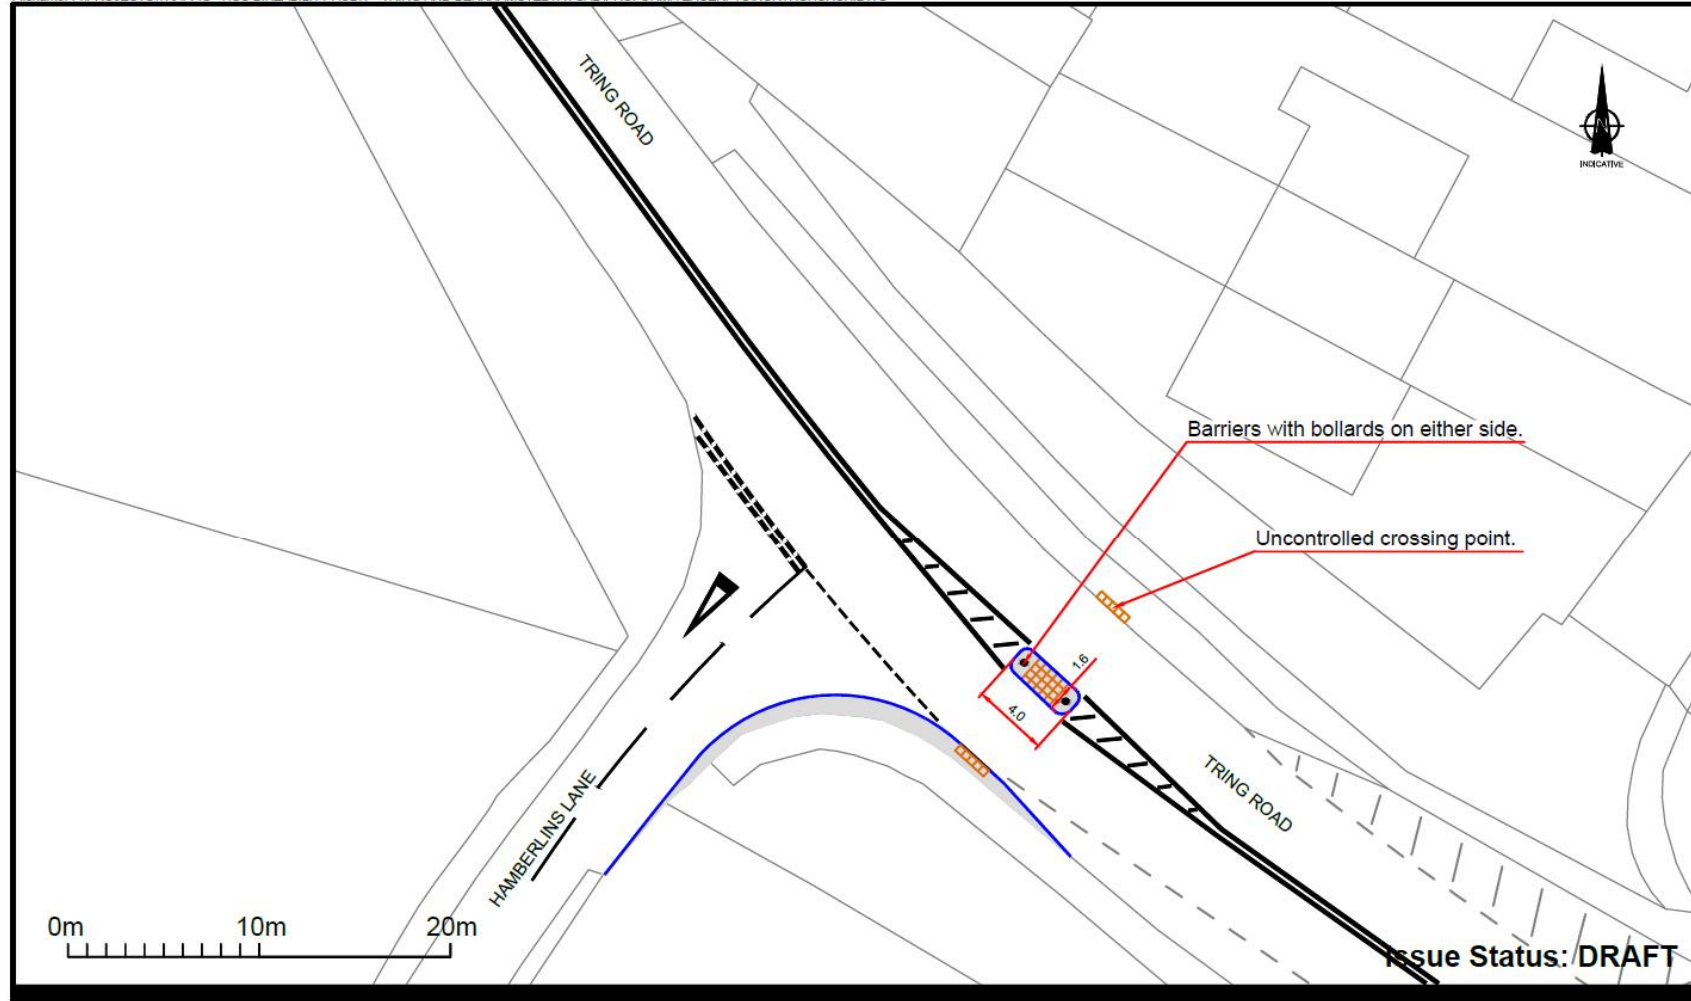 TRING ROAD
N
INDICATIVE
Barriers with bollards on either side.
Uncontrolled crossing point.
1.6
4.0
TRING ROAD
HAMBERLINS LANE
0m 10m 20m
Issue Status: DRAFT